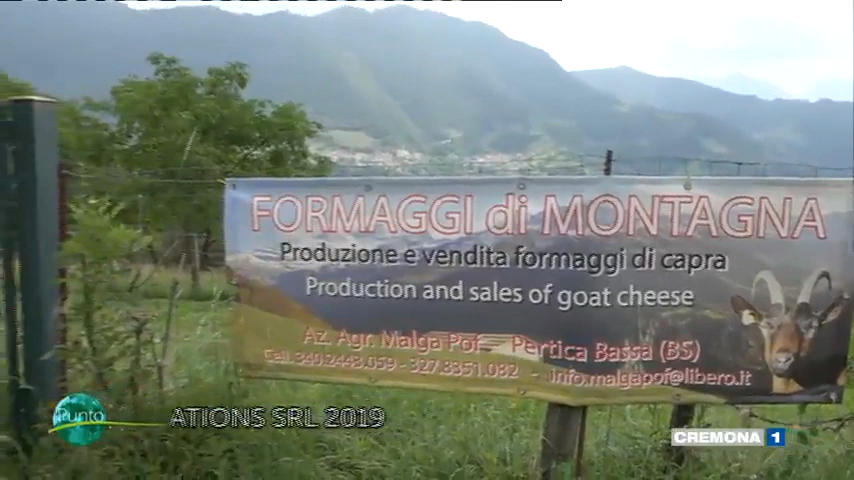 FORMAGGI di MONTAGNA
Produzione e vendita formaggi di capra
Production and sales of goat cheese
Az. Agr. Malga Pof - Pertica Bassa (BS)
Cell. 340.2448.059 - 327.8351.082 - info.malgapof@libero.it
Punto
ATIONS SRL 2019
CREMONA 1